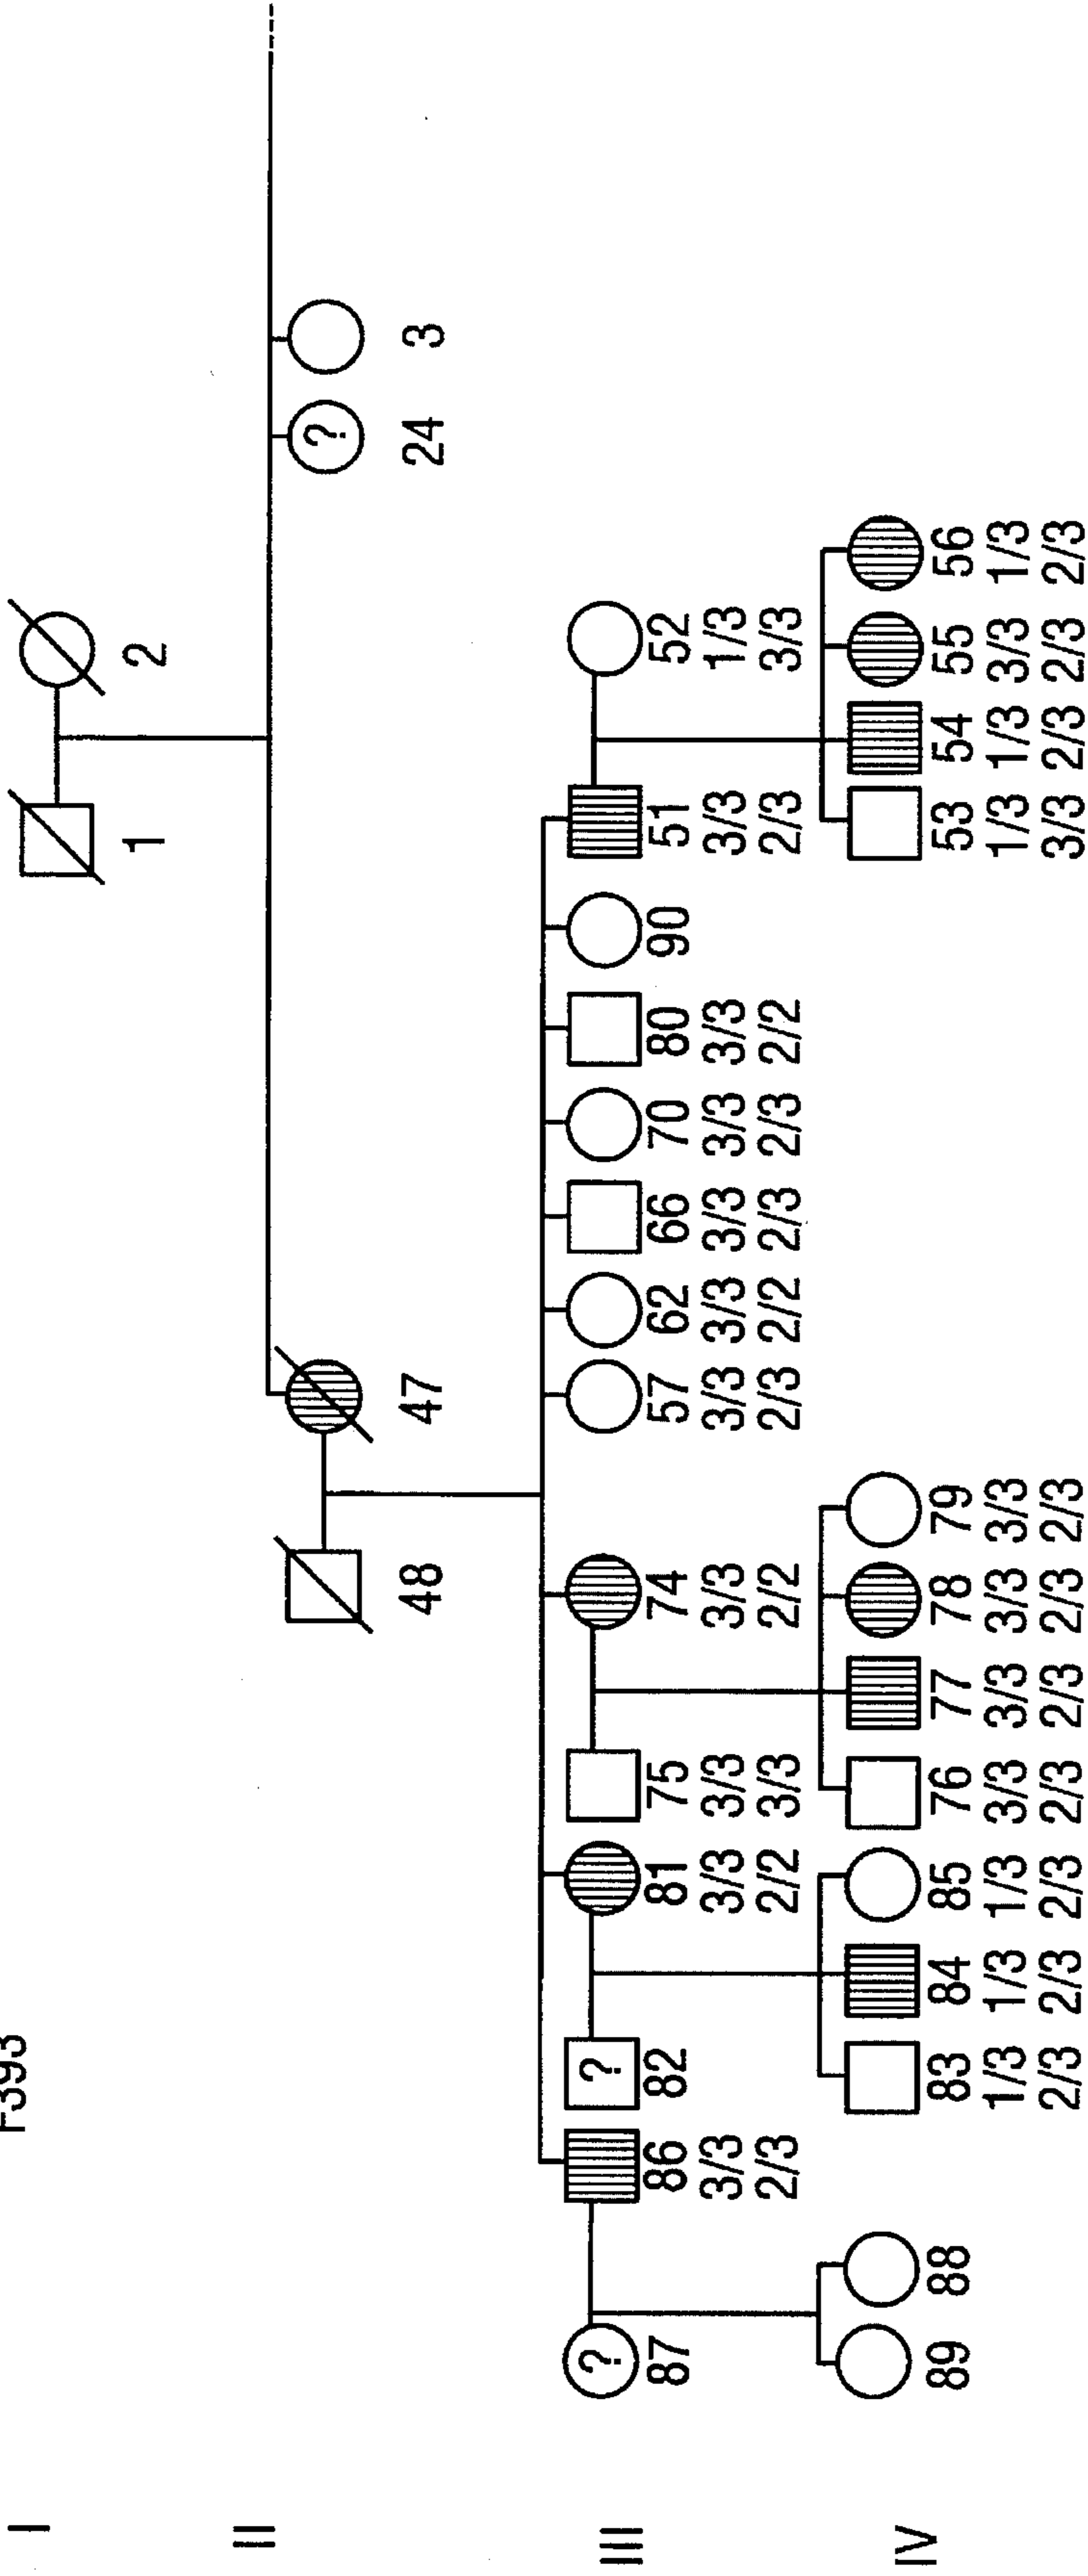 F393
I
1 2
II
?
48 47 24 3
III
? ?
87 86 82 81 75 74 57 62 66 70 80 90 51 52
3/3 3/3 3/3 3/3 3/3 3/3 3/3 3/3 3/3 3/3 1/3
2/3 2/2 3/3 2/2 2/3 2/2 2/3 2/3 2/2 2/3 3/3
IV
89 88 83 84 85 76 77 78 79 53 54 55 56
1/3 1/3 1/3 3/3 3/3 3/3 3/3 1/3 1/3 3/3 1/3
2/3 2/3 2/3 2/3 2/3 2/3 2/3 3/3 2/3 2/3 2/3